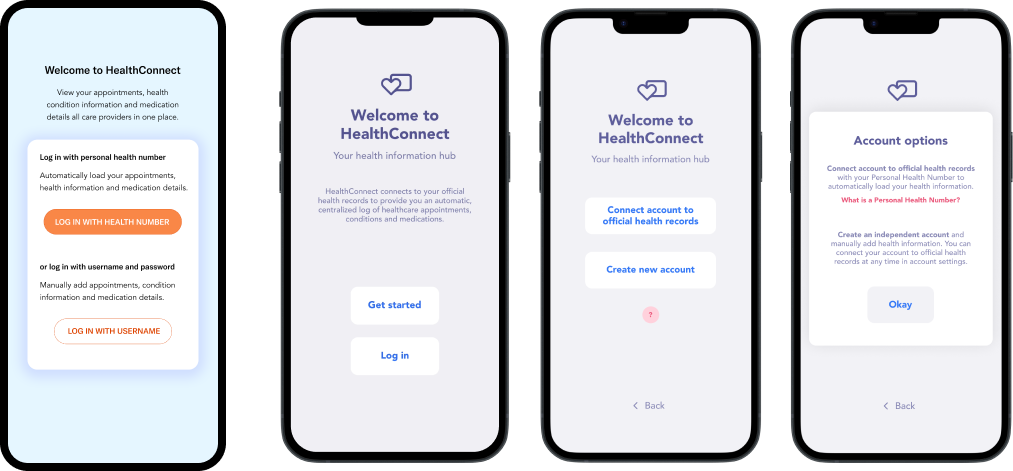 Welcome to HealthConnect
View your appointments, health
condition information and medication
details all care providers in one place.
Log in with personal health number
Automatically load your appointments,
health information and medication details.
LOG IN WITH HEALTH NUMBER
or log in with username and password
Manually add appointments, condition
information and medication details.
LOG IN WITH USERNAME
Welcome to
HealthConnect
Your health information hub
HealthConnect connects to your official
health records to provide you an automatic,
centralized log of healthcare appointments,
conditions and medications.
Get started
Log in
Welcome to
HealthConnect
Your health information hub
Connect account to
official health records
Create new account
?
Back
Account options
Connect account to official health records
with your Personal Health Number to
automatically load your health information.
What is a Personal Health Number?
Create an independent account and
manually add health information. You can
connect your account to official health
records at any time in account settings.
Okay
Back